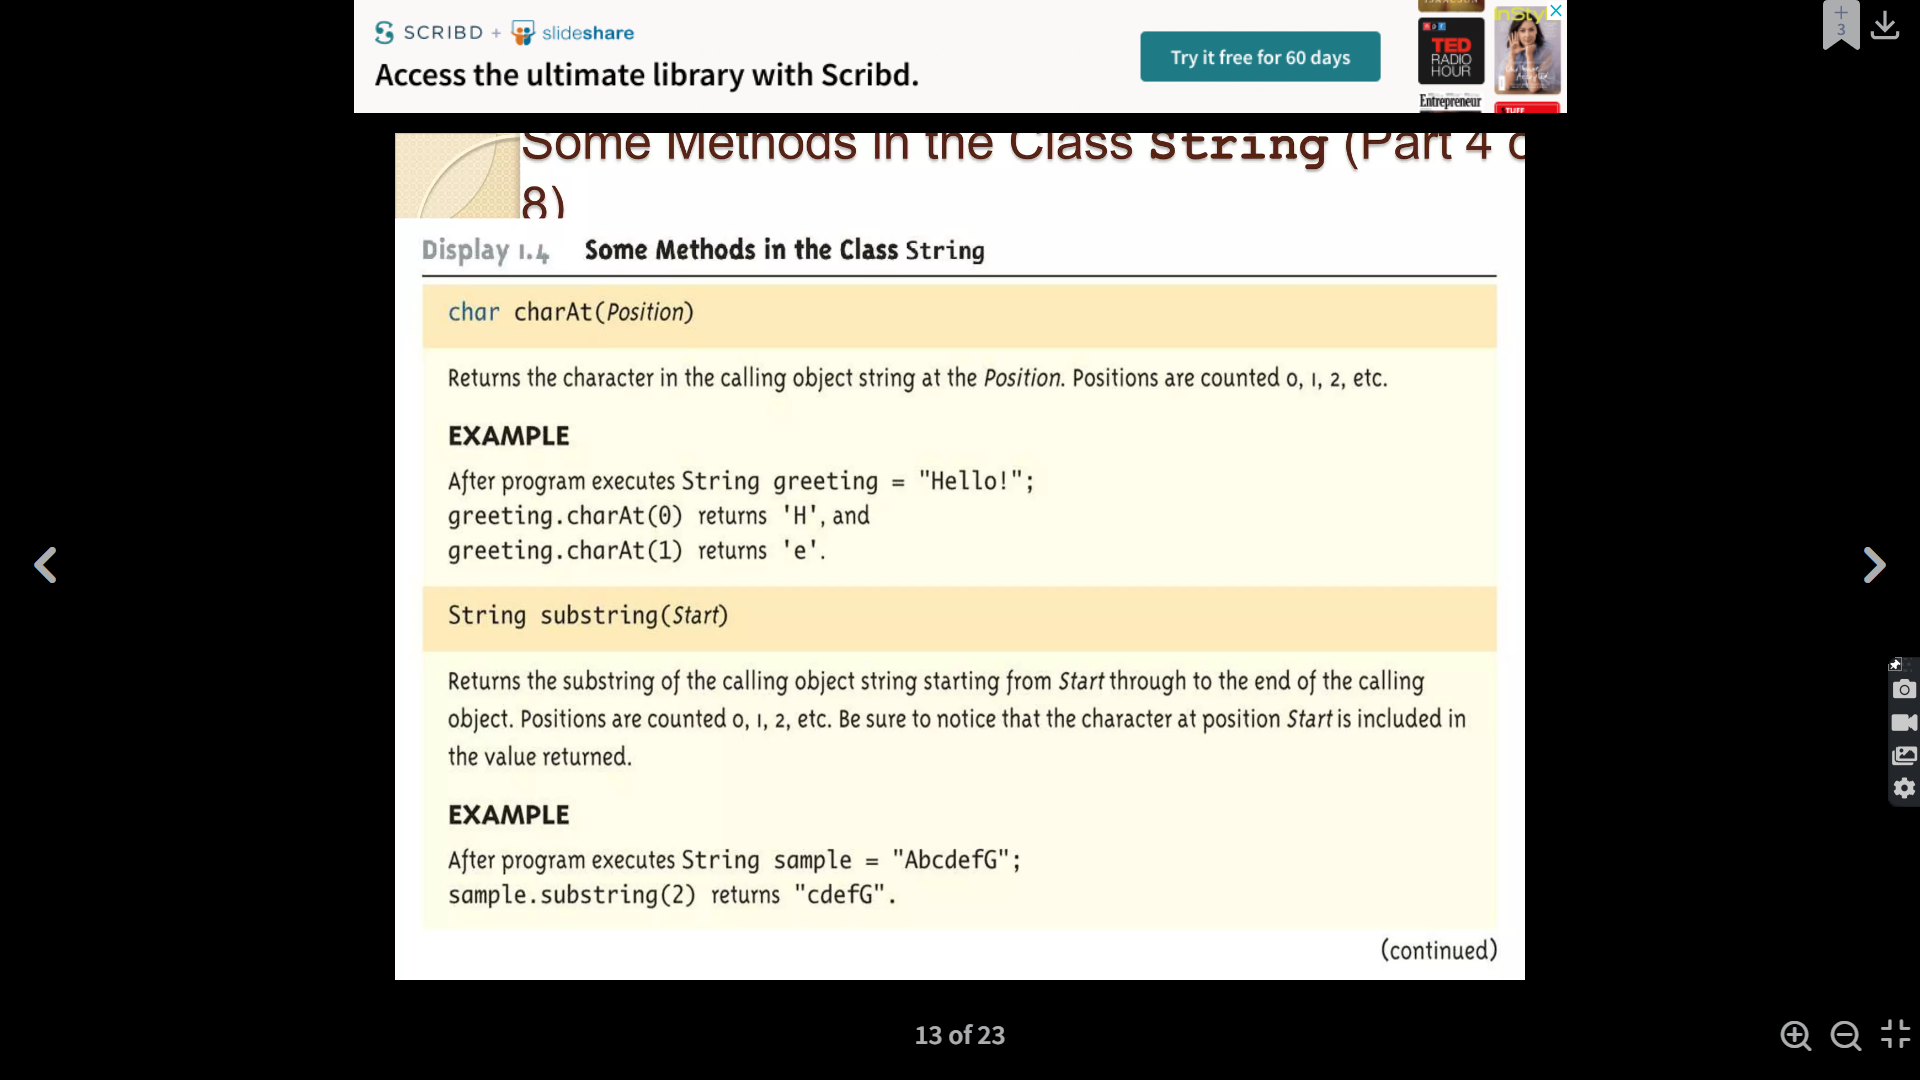 SCRIBD + slideshare
Access the ultimate library with Scribd.
Try it free for 60 days
TED
RADIO
HOUR
InStyl
Entrepreneur
+
3
Some Methods in the Class String (Part 4 o
8)
Display 1.4 Some Methods in the Class String
char charAt(Position)
Returns the character in the calling object string at the Position. Positions are counted 0, 1, 2, etc.
EXAMPLE
After program executes String greeting = "Hello!";
greeting.charAt(0) returns 'H', and
greeting.charAt(1) returns 'e'.
String substring(Start)
Returns the substring of the calling object string starting from Start through to the end of the calling
object. Positions are counted 0, 1, 2, etc. Be sure to notice that the character at position Start is included in
the value returned.
EXAMPLE
After program executes String sample = "AbcdefG";
sample.substring(2) returns "cdefG".
(continued)
13 of 23